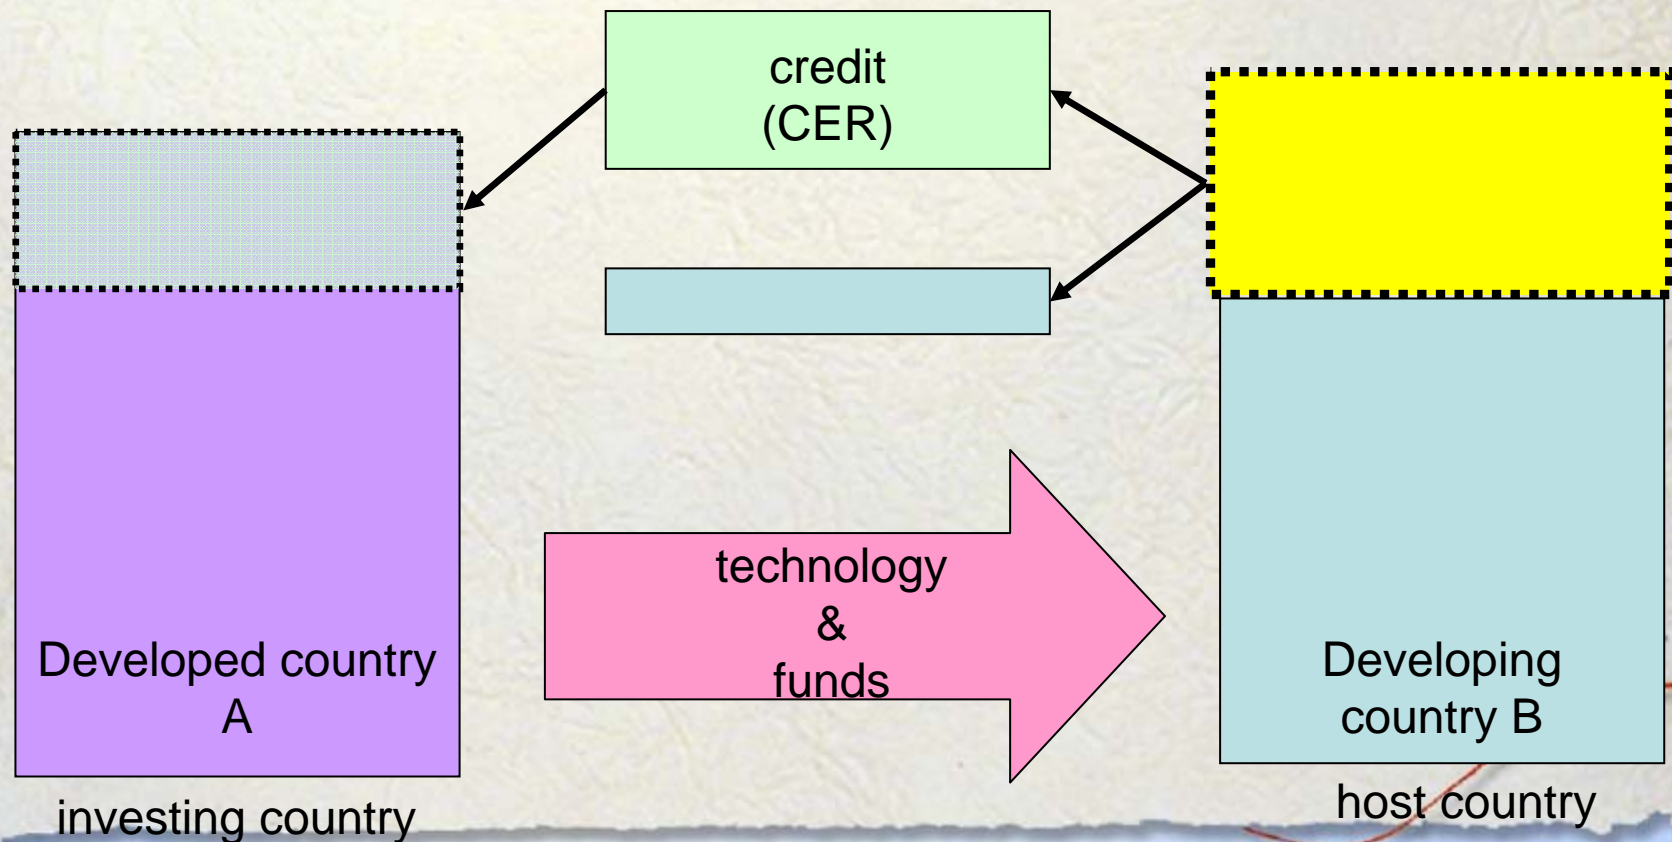 credit
(CER)
technology
&
funds
Developed country
A
Developing
country B
investing country
host country